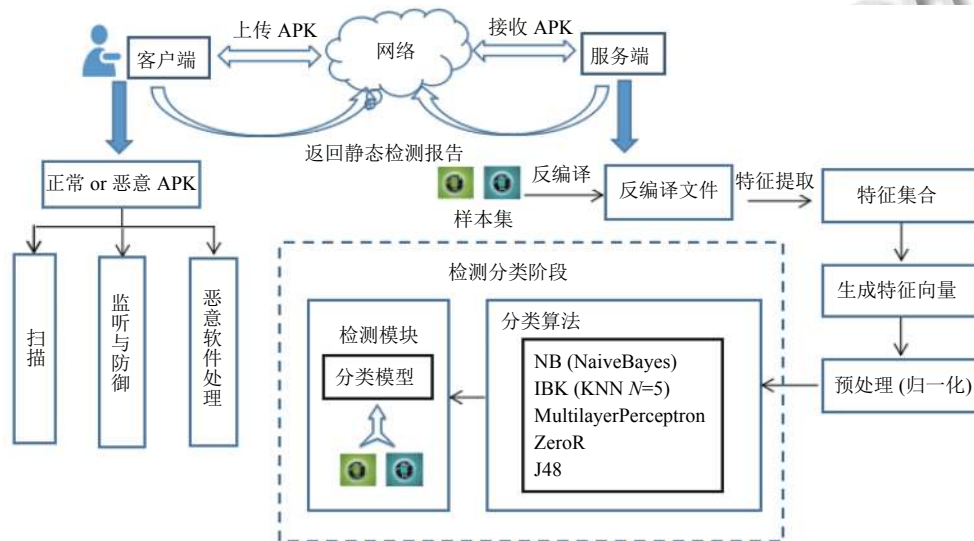 上传 APK
接收 APK
客户端
网络
服务端
返回静态检测报告
正常 or 恶意 APK
反编译
特征提取
反编译文件
特征集合
样本集
扫描
监听与防御
恶意软件处理
检测分类阶段
生成特征向量
检测模块
分类模型
分类算法
NB (NaiveBayes)
IBK (KNN N=5)
MultilayerPerceptron
ZeroR
J48
预处理 (归一化)